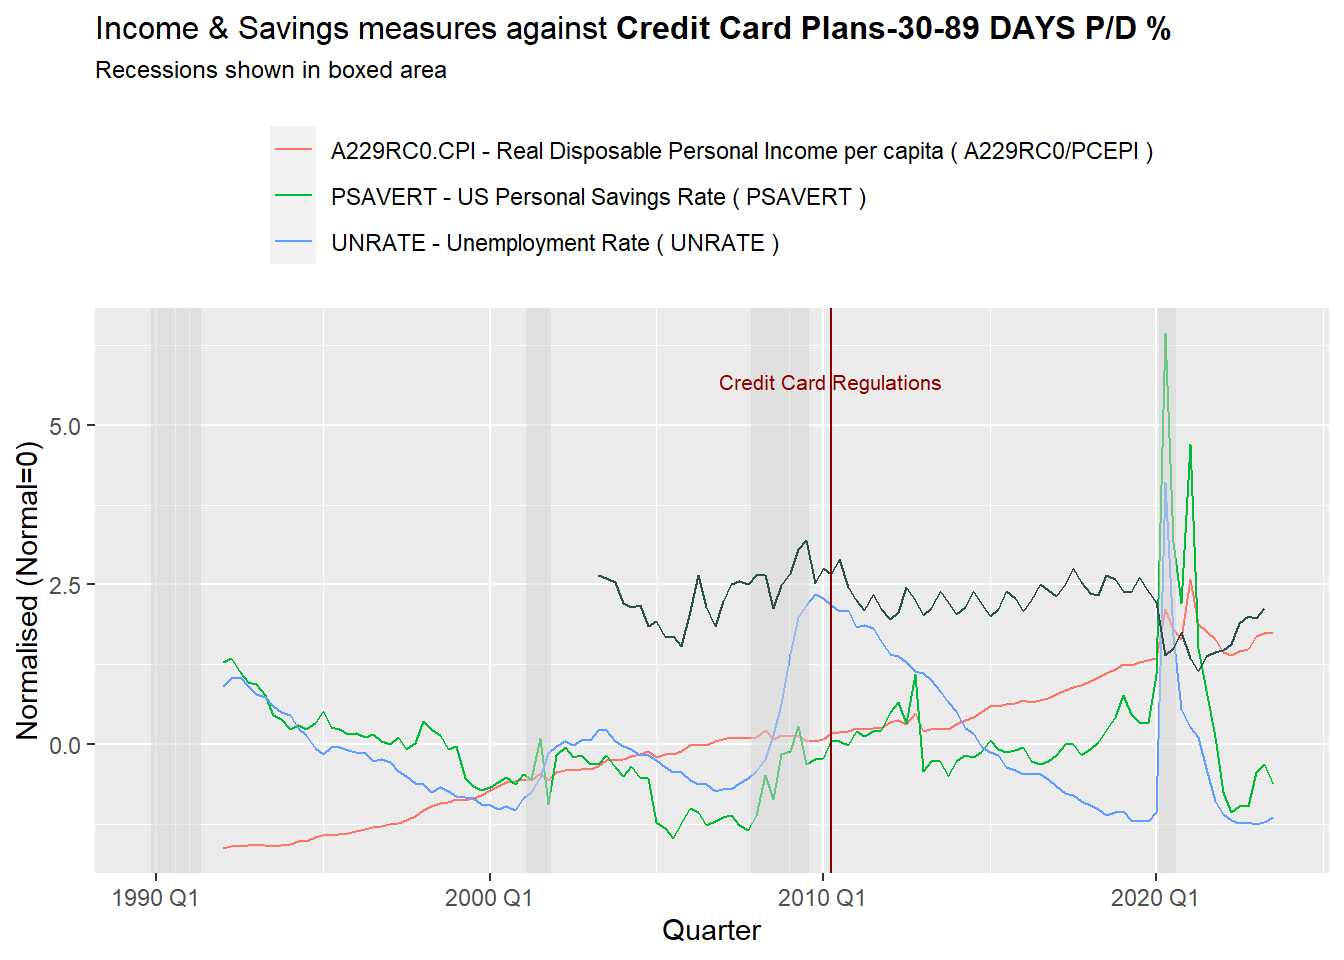 Income & Savings measures against Credit Card Plans-30-89 DAYS P/D %
Recessions shown in boxed area
A229RC0.CPI - Real Disposable Personal Income per capita ( A229RC0/PCEPI )
PSAVERT - US Personal Savings Rate ( PSAVERT )
UNRATE - Unemployment Rate ( UNRATE )
Credit Card Regulations
Normalised (Normal=0)
5.0
2.5
0.0
1990 Q1
2000 Q1
2010 Q1
2020 Q1
Quarter